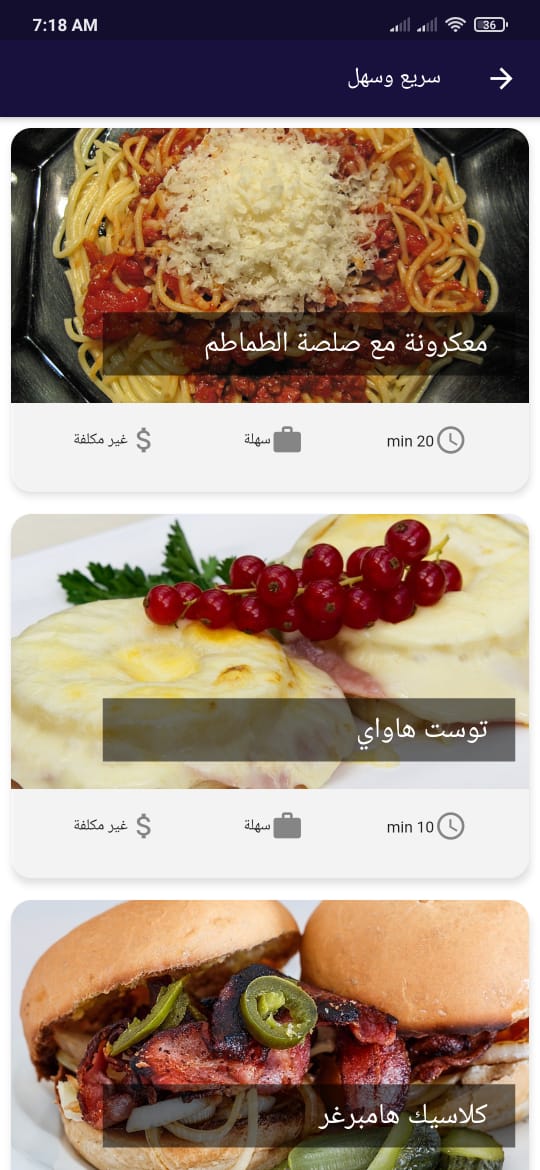 7:18 AM 36
سريع وسهل
معكرونة مع صلصة الطماطم
20 min سهلة غير مكلفة
توست هاواي
10 min سهلة غير مكلفة
كلاسيك هامبرغر